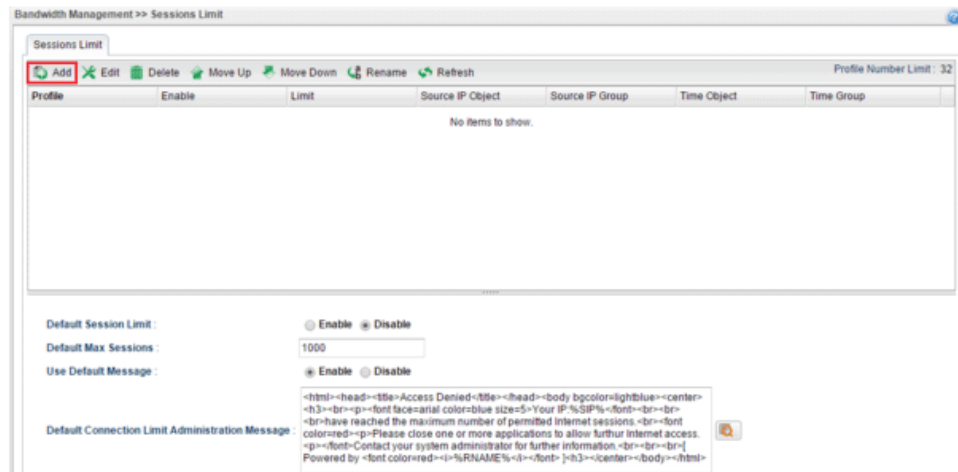 Bandwidth Management >> Sessions Limit
Sessions Limit
Add Edit Delete Move Up Move Down Rename Refresh Profile Number Limit : 32
Profile Enable Limit Source IP Object Source IP Group Time Object Time Group
No items to show.
Default Session Limit : Enable Disable
Default Max Sessions : 1000
Use Default Message : Enable Disable
Default Connection Limit Administration Message :
<html><head><title>Access Denied</title></head><body bgcolor=lightblue><center>
<h3><br><p><font face=arial color=blue size=5>Your IP:%SIP%</font><br><br>
<br>have reached the maximum number of permitted Internet sessions.<br><font
color=red><p>Please close one or more applications to allow furthur Internet access.
<p></font>Contact your system administrator for further information.<br><br><br>[
Powered by <font color=red><i>%RNAME%</i></font> ]<h3></center></body></html>